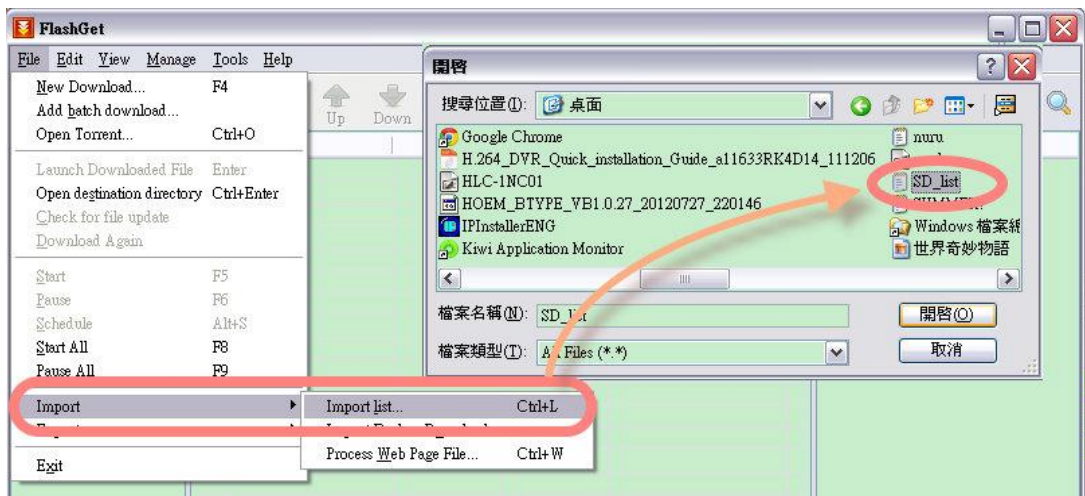 FlashGet
File Edit View Manage Tools Help
New Download... F4
Add batch download...
Open Torrent... Ctrl+O
Launch Downloaded File Enter
Open destination directory Ctrl+Enter
Check for file update
Download Again
Start F5
Pause F6
Schedule Alt+S
Start All F8
Pause All F9
Import
Exit
Import list... Ctrl+L
Process Web Page File... Ctrl+W
Up Down
開啓
搜尋位置(I): 桌面
Google Chrome
H.264_DVR_Quick_installation_Guide_a11633RK4D14_111206
HLC-1NC01
HOEM_BTYPE_VB1.0.27_20120727_220146
IPInstallerENG
Kiwi Application Monitor
nuru
SD_list
Windows 檔案
世界奇妙物語
檔案名稱(N): SD_list
開啓(O)
檔案類型(T): All Files (*.*)
取消